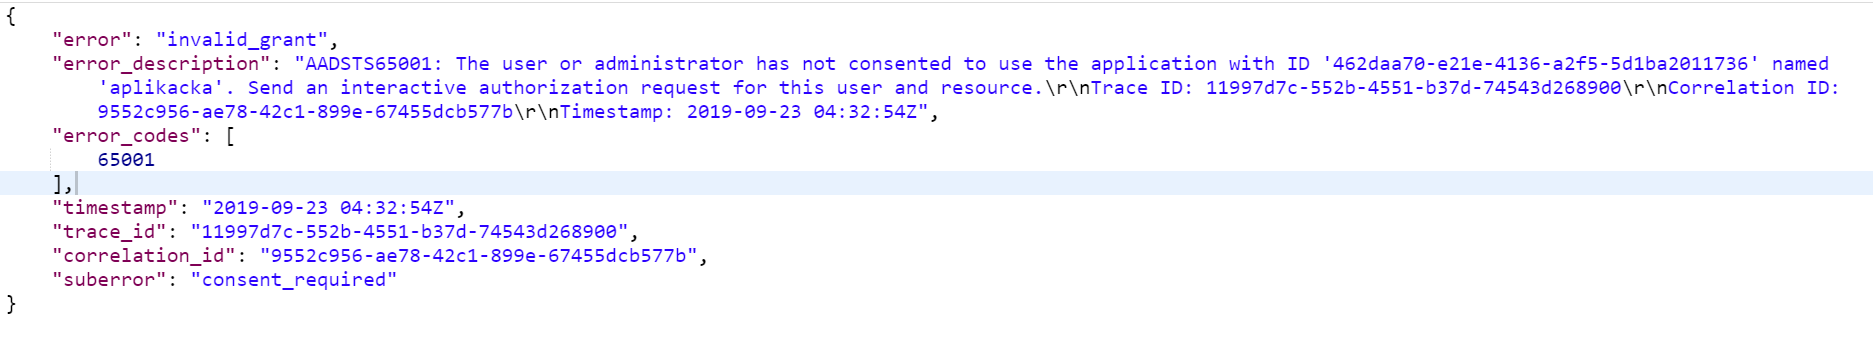 {
"error": "invalid_grant",
"error_description": "AADSTS65001: The user or administrator has not consented to use the application with ID '462daa70-e21e-4136-a2f5-5d1ba2011736' named
'aplikacka'. Send an interactive authorization request for this user and resource.\r\nTrace ID: 11997d7c-552b-4551-b37d-74543d268900\r\nCorrelation ID:
9552c956-ae78-42c1-899e-67455dcb577b\r\nTimestamp: 2019-09-23 04:32:54Z",
"error_codes": [
65001
],
"timestamp": "2019-09-23 04:32:54Z",
"trace_id": "11997d7c-552b-4551-b37d-74543d268900",
"correlation_id": "9552c956-ae78-42c1-899e-67455dcb577b",
"suberror": "consent_required"
}